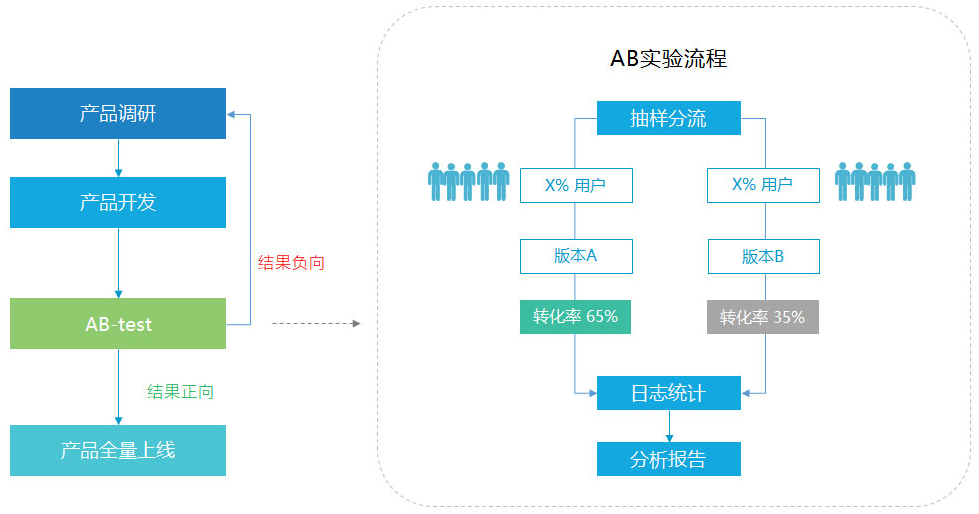 产品调研
产品开发
结果负向
AB-test
结果正向
产品全量上线
AB实验流程
抽样分流
X% 用户
X% 用户
版本A
版本B
转化率 65%
转化率 35%
日志统计
分析报告